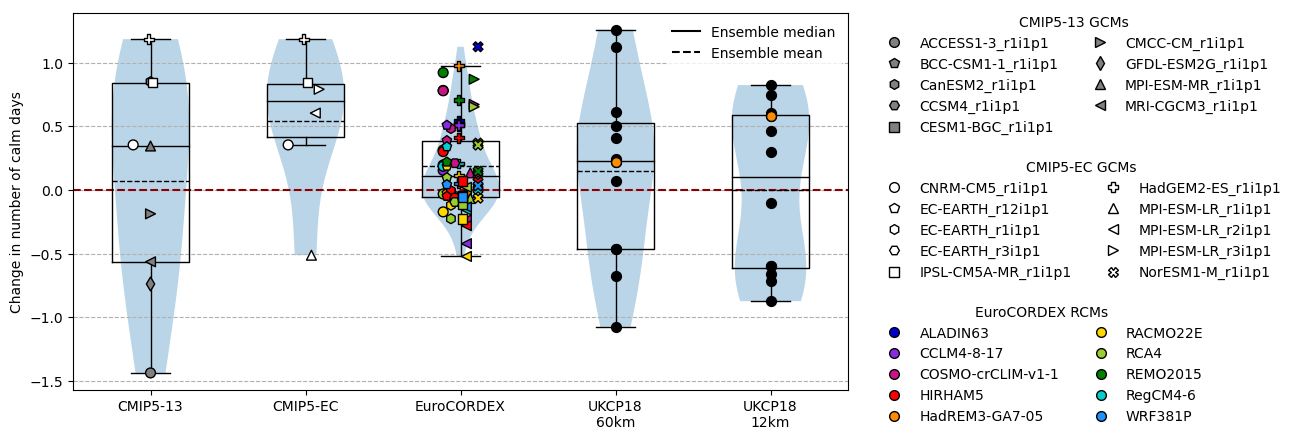 Change in number of calm days
1.0
0.5
0.0
−0.5
−1.0
−1.5
Ensemble median
Ensemble mean
CMIP5-13
CMIP5-EC
EuroCORDEX
UKCP18
60km
UKCP18
12km
CMIP5-13 GCMs
ACCESS1-3_r1i1p1
BCC-CSM1-1_r1i1p1
CanESM2_r1i1p1
CCSM4_r1i1p1
CESM1-BGC_r1i1p1
CMCC-CM_r1i1p1
GFDL-ESM2G_r1i1p1
MPI-ESM-MR_r1i1p1
MRI-CGCM3_r1i1p1
CMIP5-EC GCMs
CNRM-CM5_r1i1p1
EC-EARTH_r12i1p1
EC-EARTH_r1i1p1
EC-EARTH_r3i1p1
IPSL-CM5A-MR_r1i1p1
HadGEM2-ES_r1i1p1
MPI-ESM-LR_r1i1p1
MPI-ESM-LR_r2i1p1
MPI-ESM-LR_r3i1p1
NorESM1-M_r1i1p1
EuroCORDEX RCMs
ALADIN63
CCLM4-8-17
COSMO-crCLIM-v1-1
HIRHAM5
HadREM3-GA7-05
RACMO22E
RCA4
REMO2015
RegCM4-6
WRF381P